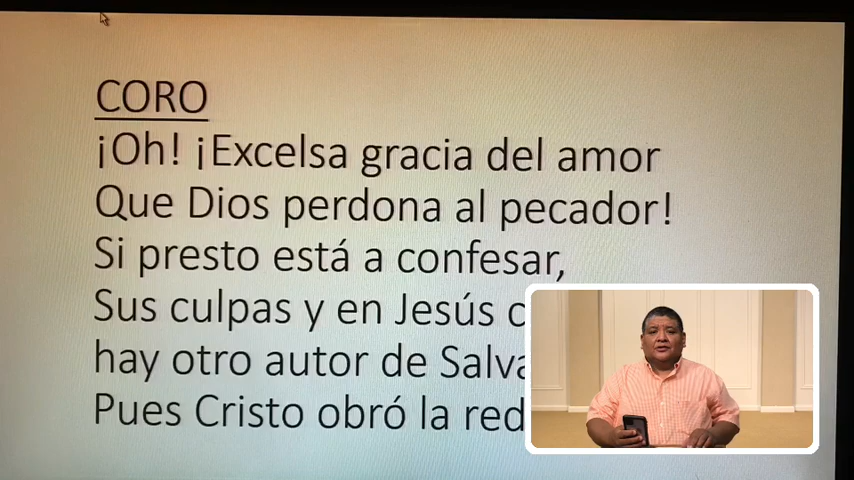 CORO
¡Oh! ¡Excelsa gracia del amor
Que Dios perdona al pecador!
Si presto está a confesar,
Sus culpas y en Jesús
hay otro autor de
Pues Cristo obró la